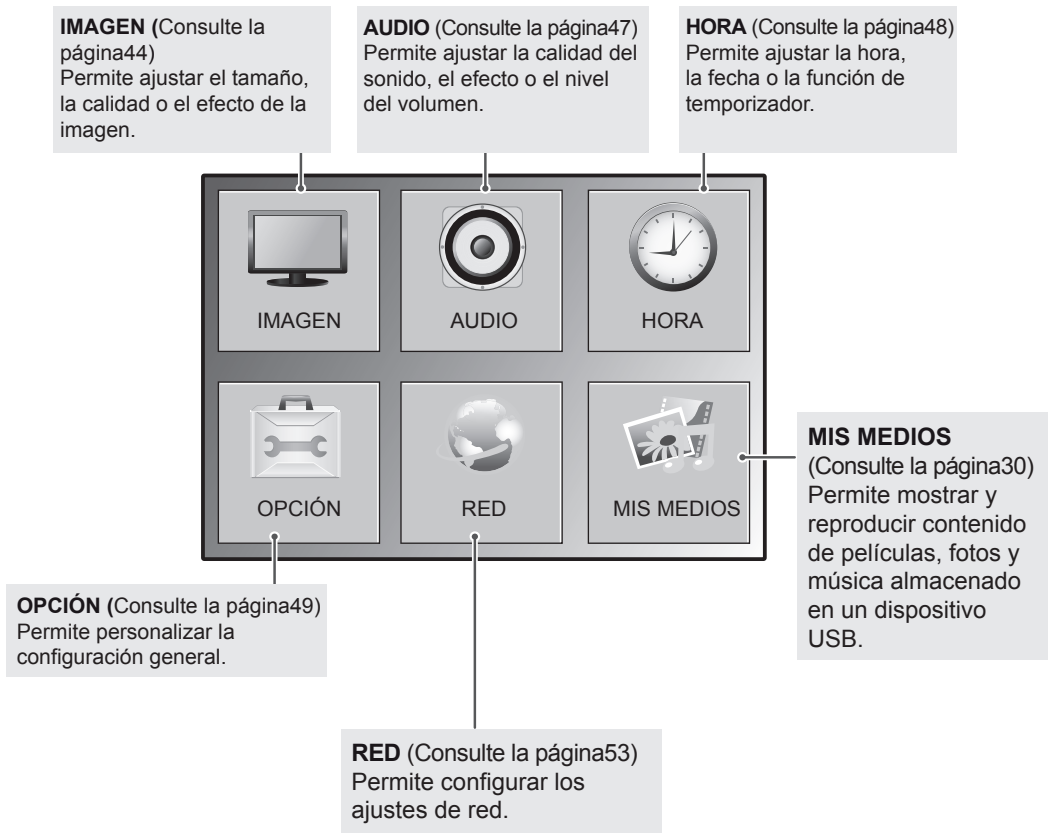 IMAGEN (Consulte la
página44)
Permite ajustar el tamaño,
la calidad o el efecto de la
imagen.
AUDIO (Consulte la página47)
Permite ajustar la calidad del
sonido, el efecto o el nivel
del volumen.
HORA (Consulte la página48)
Permite ajustar la hora,
la fecha o la función de
temporizador.
IMAGEN
AUDIO
HORA
OPCIÓN
RED
MIS MEDIOS
MIS MEDIOS
(Consulte la página30)
Permite mostrar y
reproducir contenido
de películas, fotos y
música almacenado
en un dispositivo
USB.
OPCIÓN (Consulte la página49)
Permite personalizar la
configuración general.
RED (Consulte la página53)
Permite configurar los
ajustes de red.